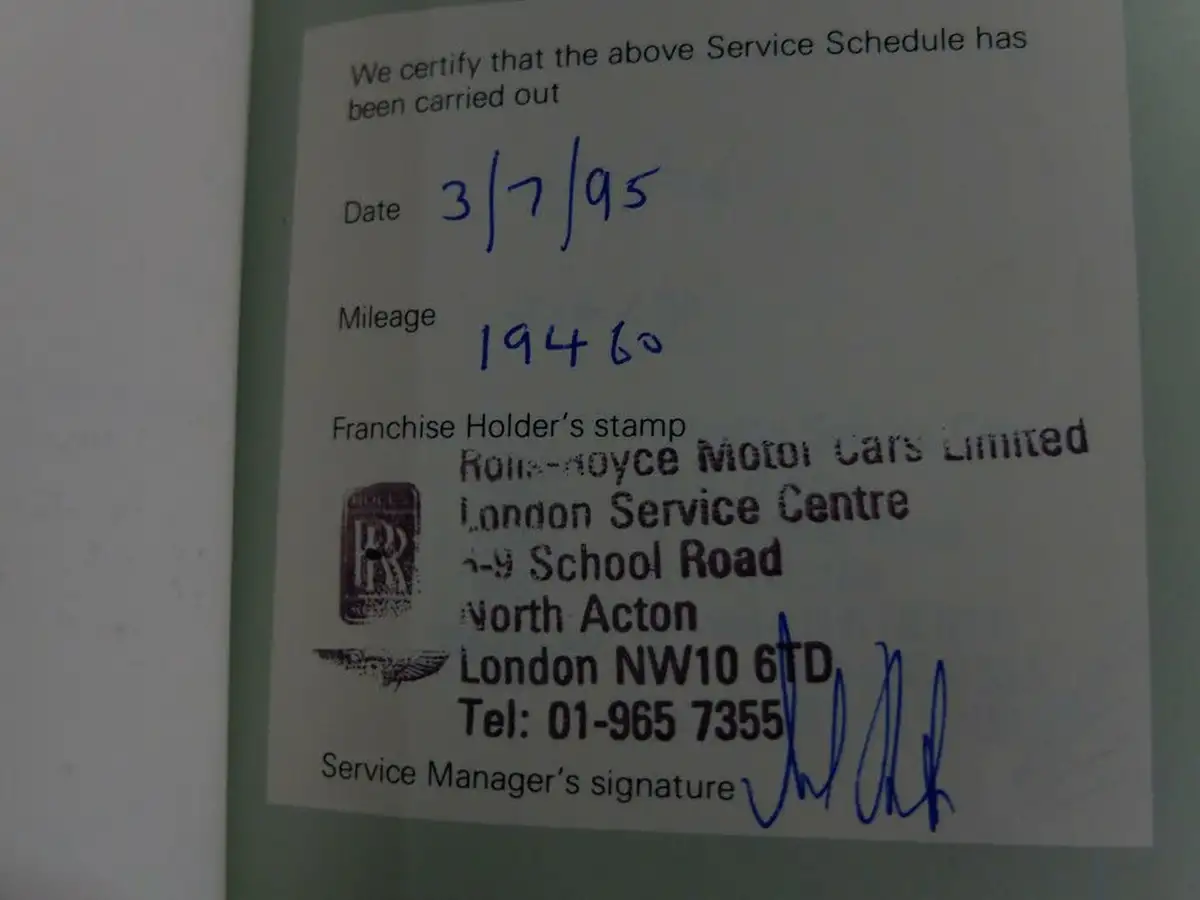 We certify that the above Service Schedule has
been carried out
Date 3/7/95
Mileage 19460
Franchise Holder's stamp
Rolls-Royce Motor Cars Limited
London Service Centre
School Road
North Acton
London NW10 6TD
Tel: 01-965 7355
Service Manager's signature